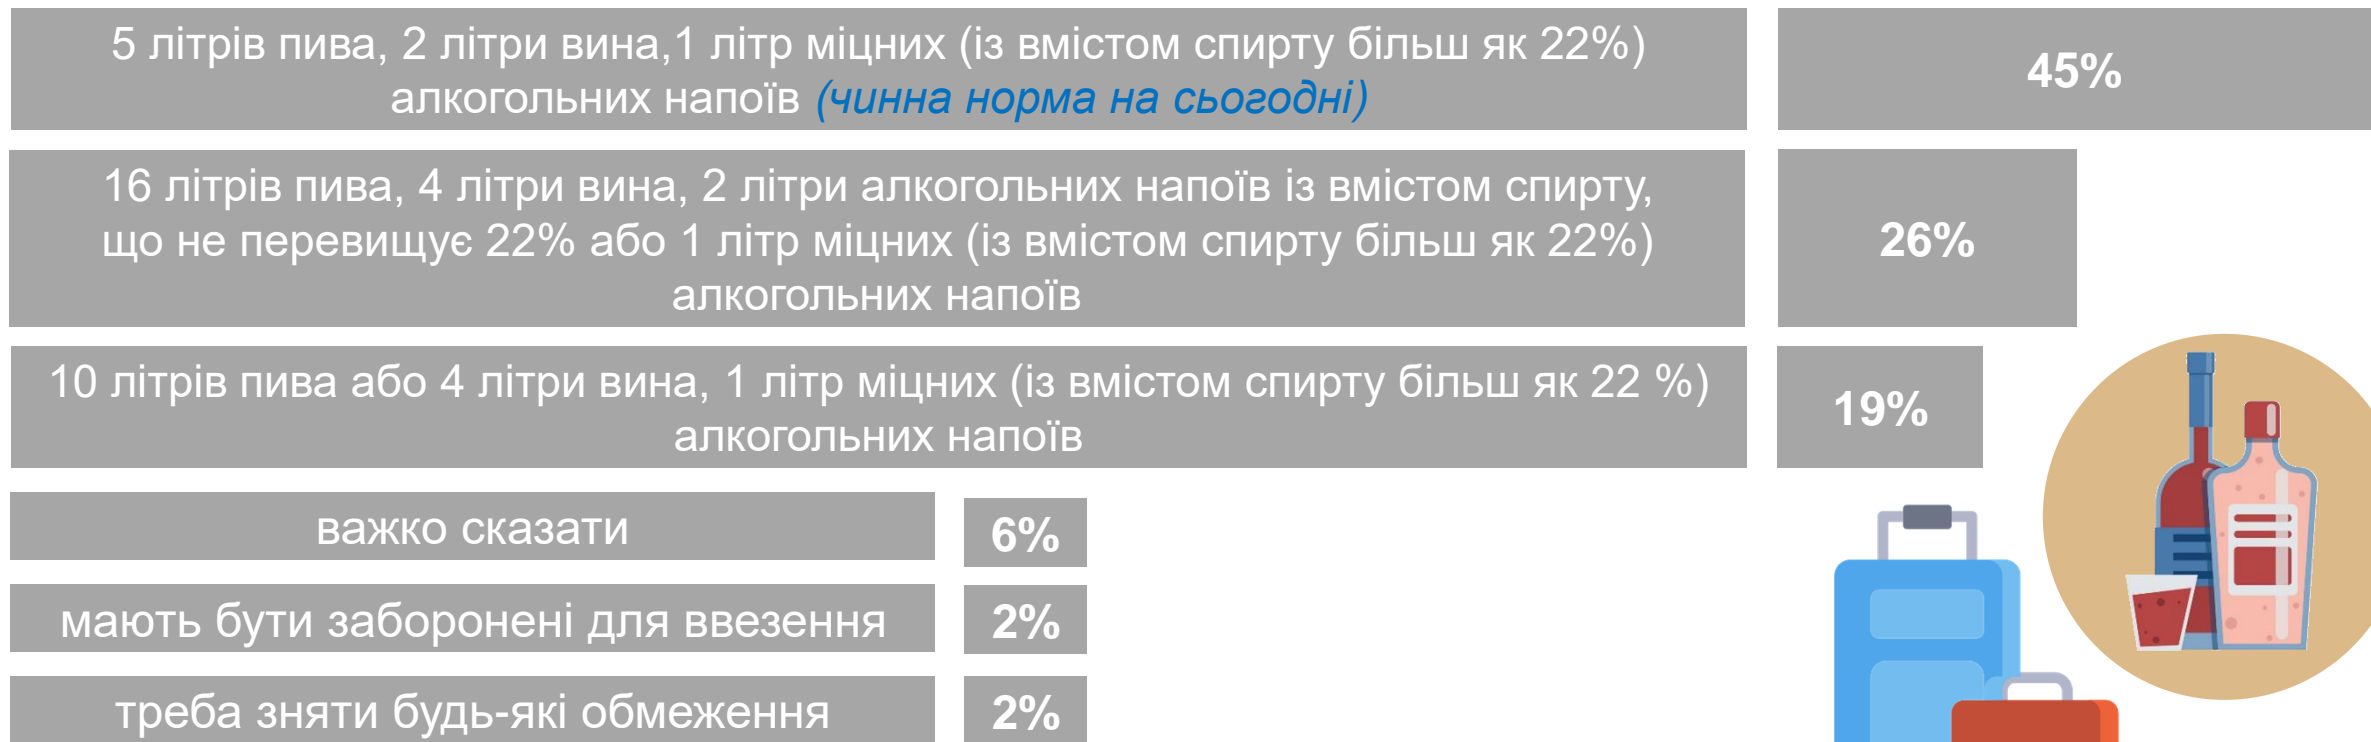 5 літрів пива, 2 літри вина,1 літр міцних (із вмістом спирту більш як 22%)
алкогольних напоїв (чинна норма на сьогодні)
45%
16 літрів пива, 4 літри вина, 2 літри алкогольних напоїв із вмістом спирту,
що не перевищує 22% або 1 літр міцних (із вмістом спирту більш як 22%)
алкогольних напоїв
26%
10 літрів пива або 4 літри вина, 1 літр міцних (із вмістом спирту більш як 22 %)
алкогольних напоїв
19%
важко сказати
6%
мають бути заборонені для ввезення
2%
треба зняти будь-які обмеження
2%